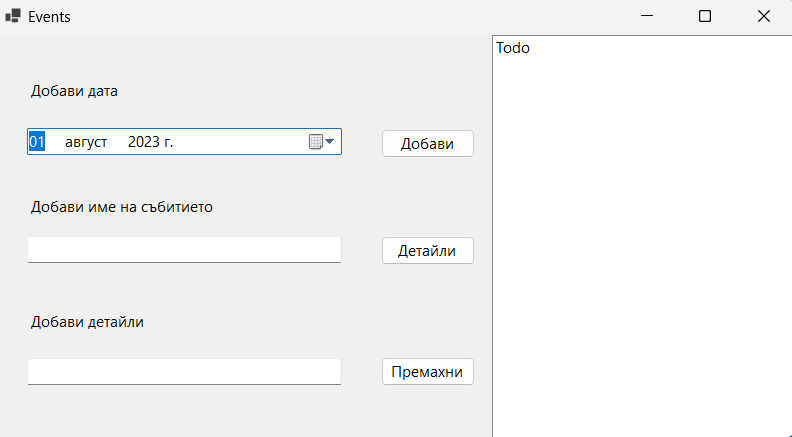 Events
Todo
Добави дата
01 август 2023 г.
Добави
Добави име на събитието
Детайли
Добави детайли
Премахни